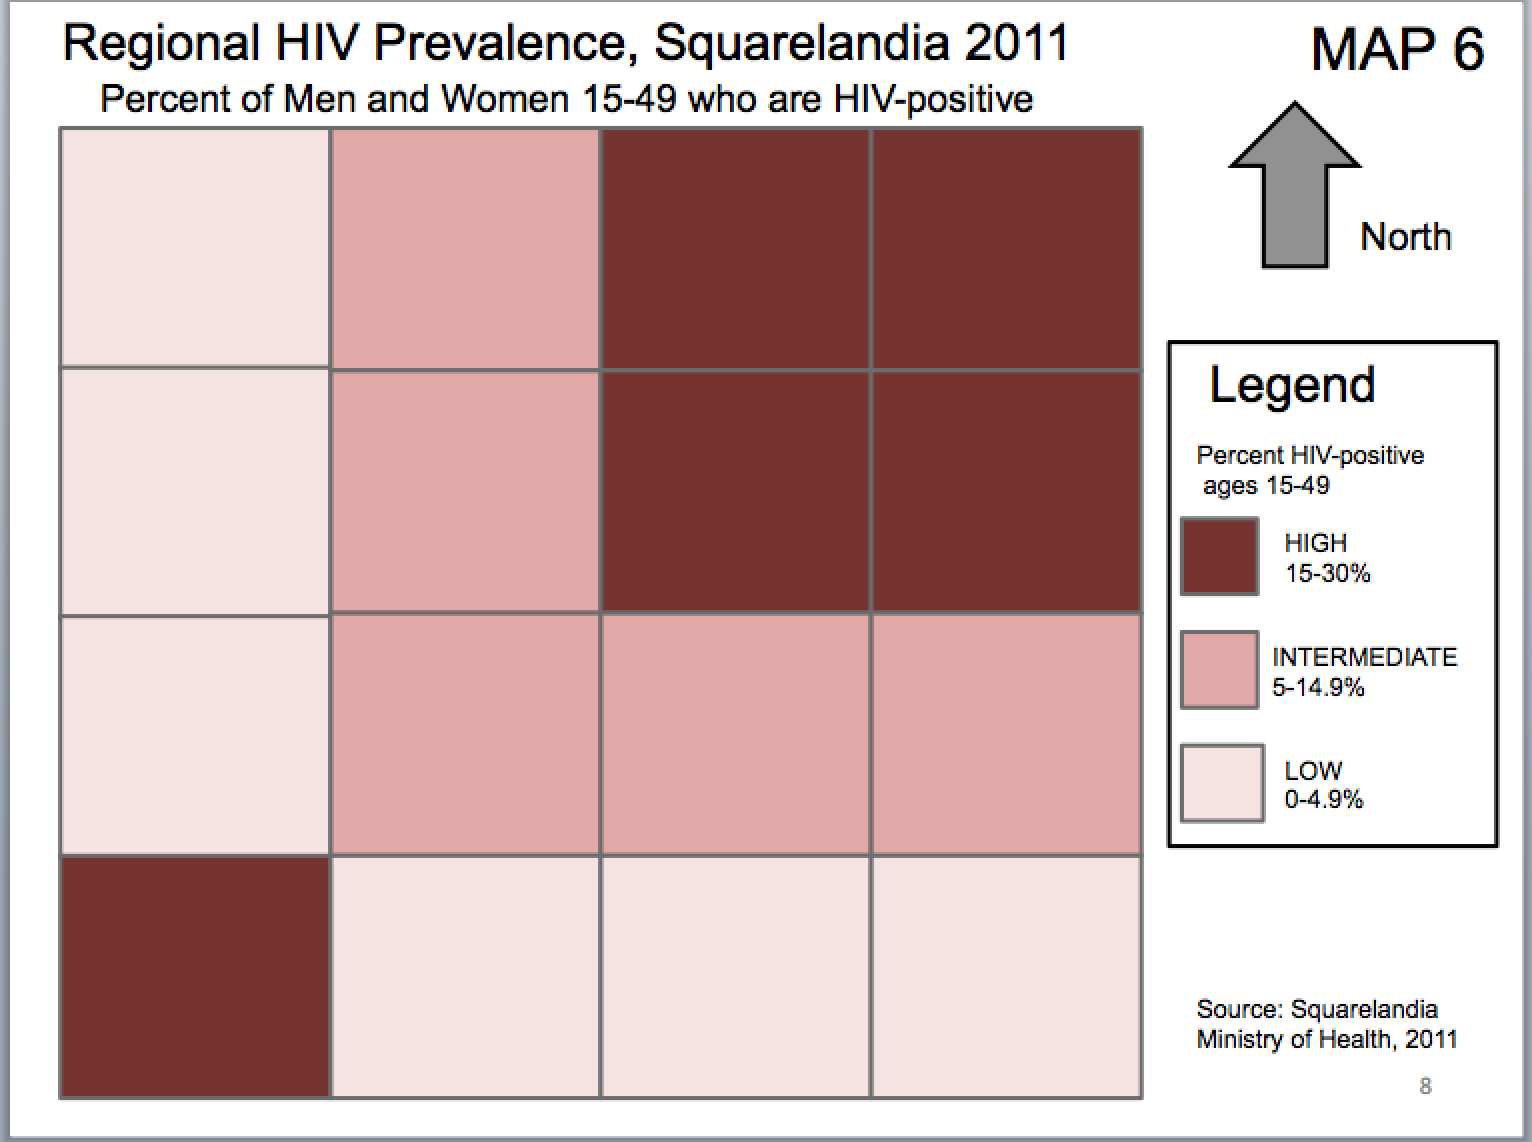 Regional HIV Prevalence, Squarelandia 2011
Percent of Men and Women 15-49 who are HIV-positive
MAP 6
North
Legend
Percent HIV-positive
ages 15-49
HIGH
15-30%
INTERMEDIATE
5-14.9%
LOW
0-4.9%
Source: Squarelandia
Ministry of Health, 2011
8